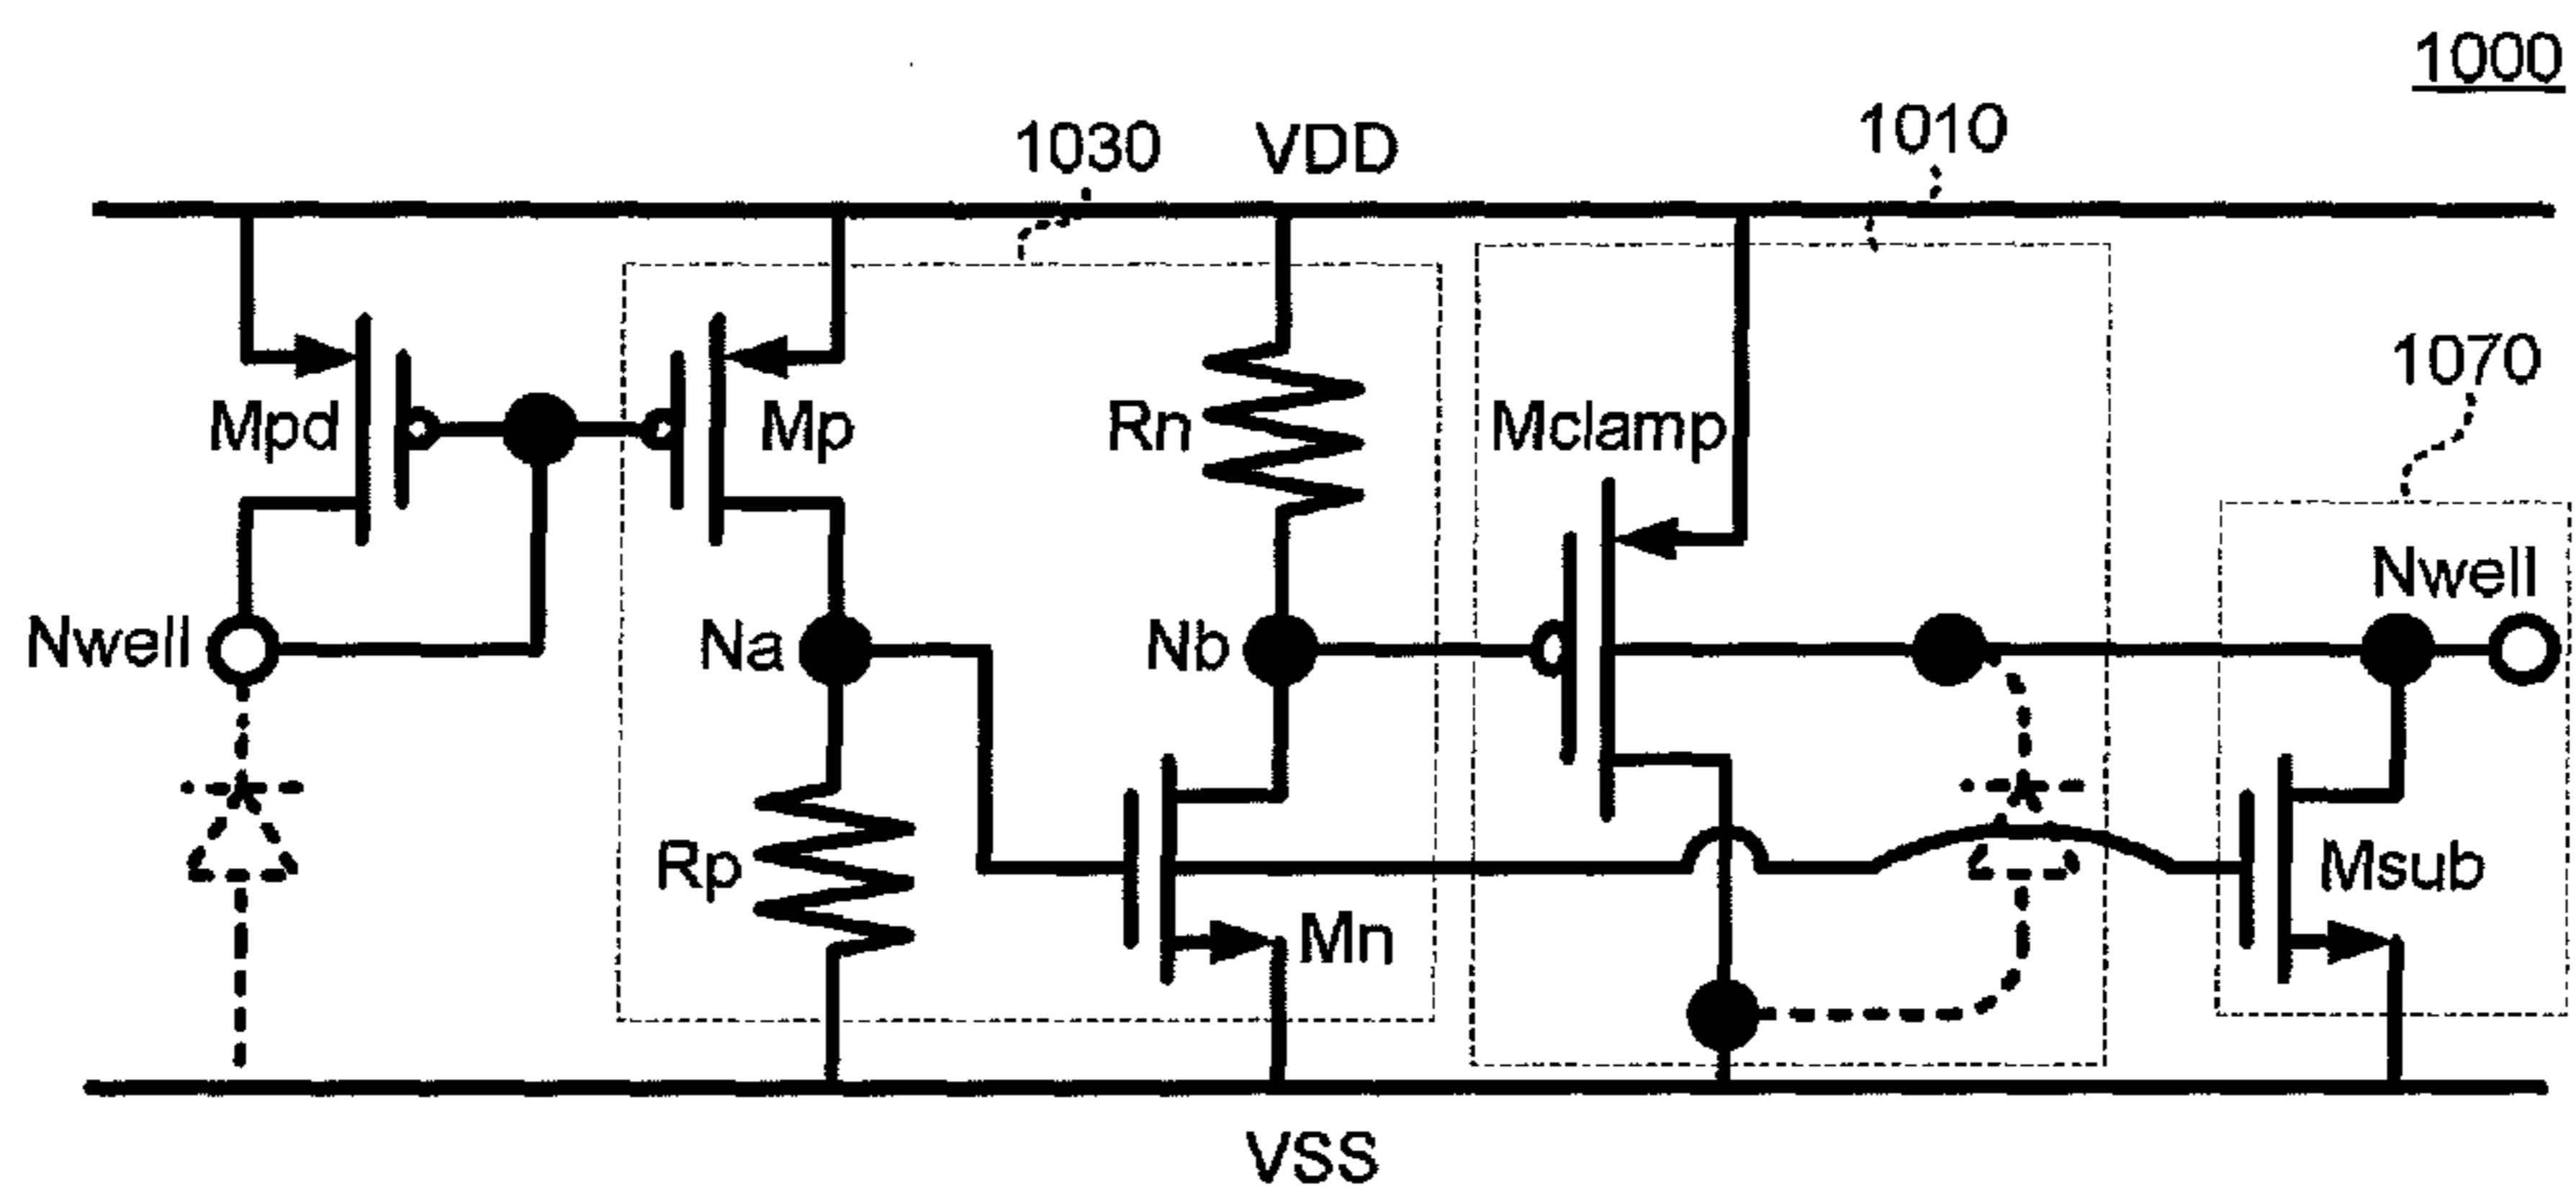 1000
1030 VDD 1010
1070
Mpd Mp Rn Mclamp
Nwell
Nwell Na Nb
Rp Msub
Mn
VSS